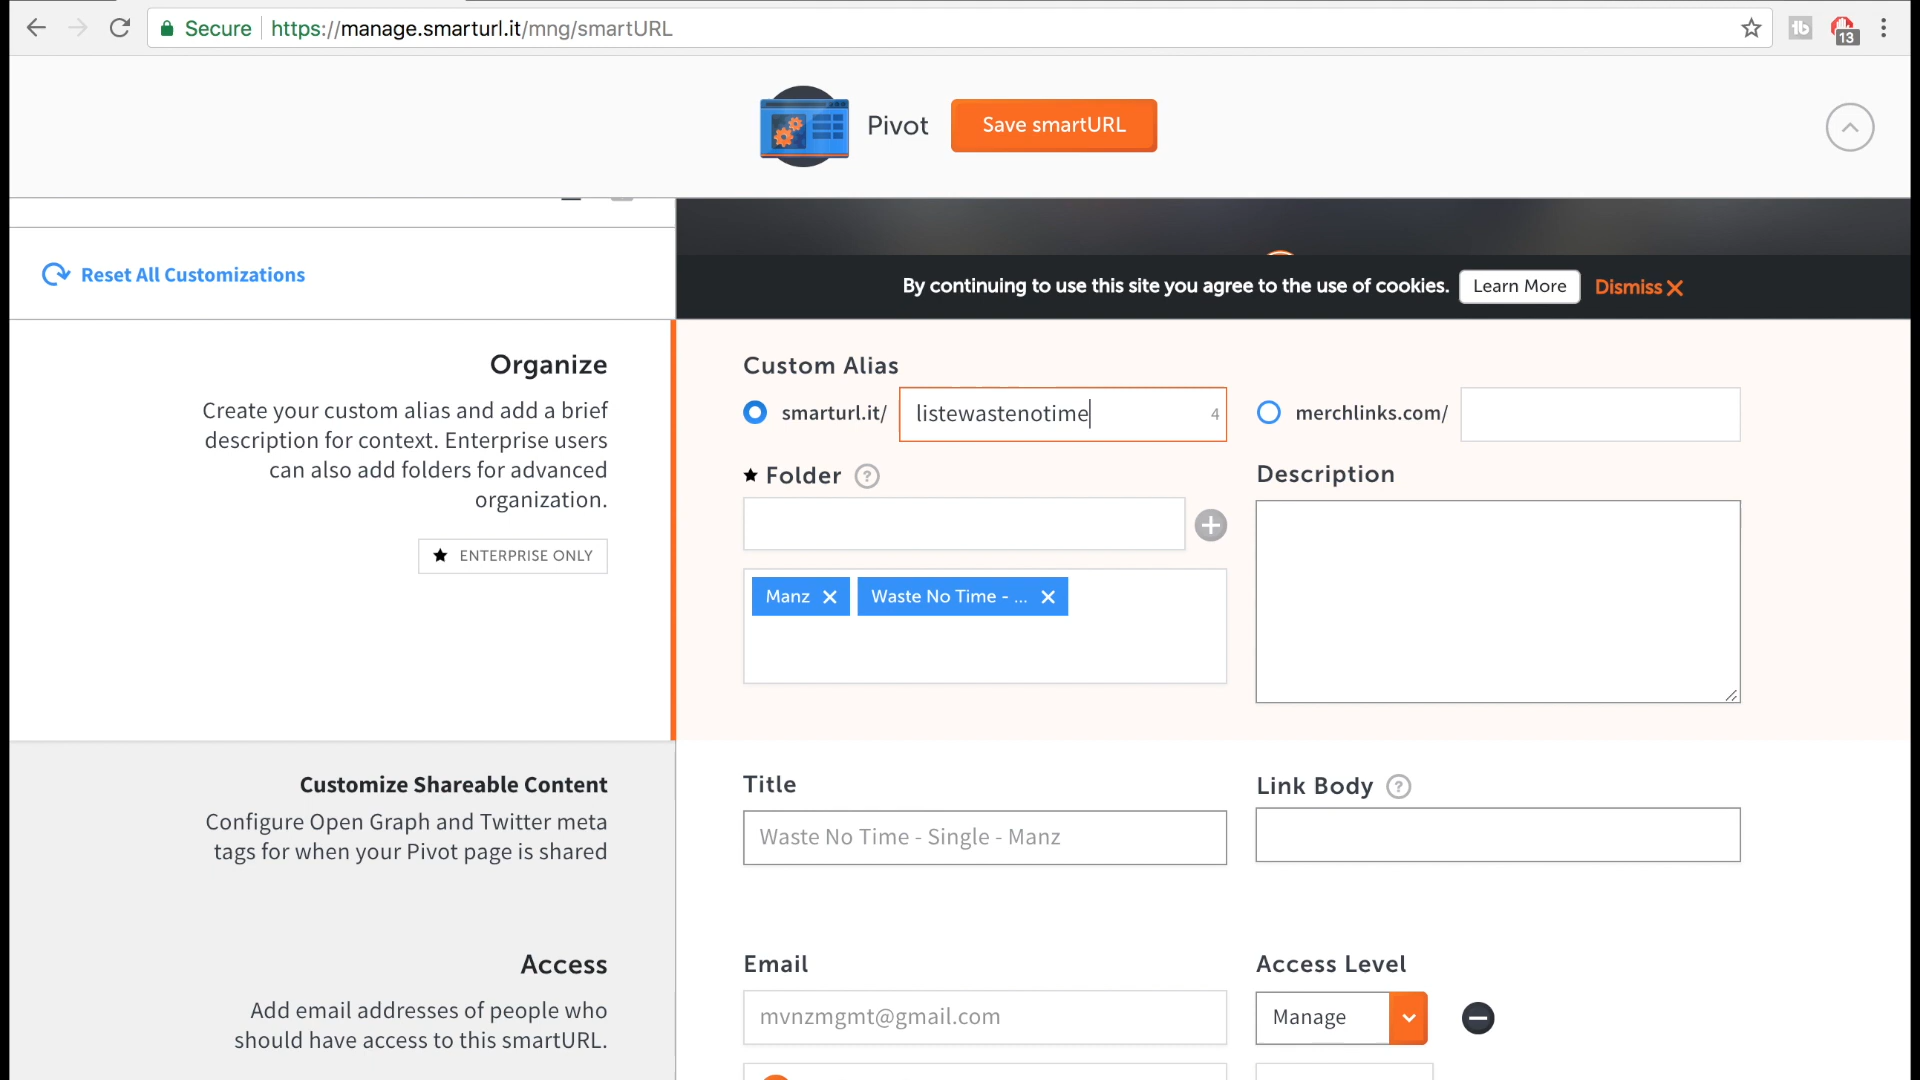 Secure https://manage.smarturl.it/mng/smartURL
13
Pivot Save smartURL
Reset All Customizations
By continuing to use this site you agree to the use of cookies. Learn More Dismiss
Organize
Create your custom alias and add a brief
description for context. Enterprise users
can also add folders for advanced
organization.
ENTERPRISE ONLY
Custom Alias
smarturl.it/ listewastenotime 4 merchlinks.com/
Folder ? Description
Manz Waste No Time - ...
Customize Shareable Content
Configure Open Graph and Twitter meta
tags for when your Pivot page is shared
Title Link Body ?
Waste No Time - Single - Manz
Access
Add email addresses of people who
should have access to this smartURL.
Email Access Level
mvnzmgmt@gmail.com Manage